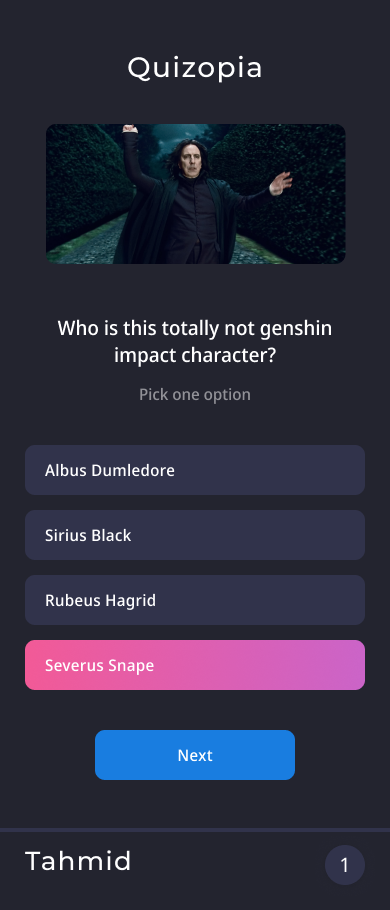 Quizopia
Who is this totally not genshin
impact character?
Pick one option
Albus Dumledore
Sirius Black
Rubeus Hagrid
Severus Snape
Next
Tahmid
1